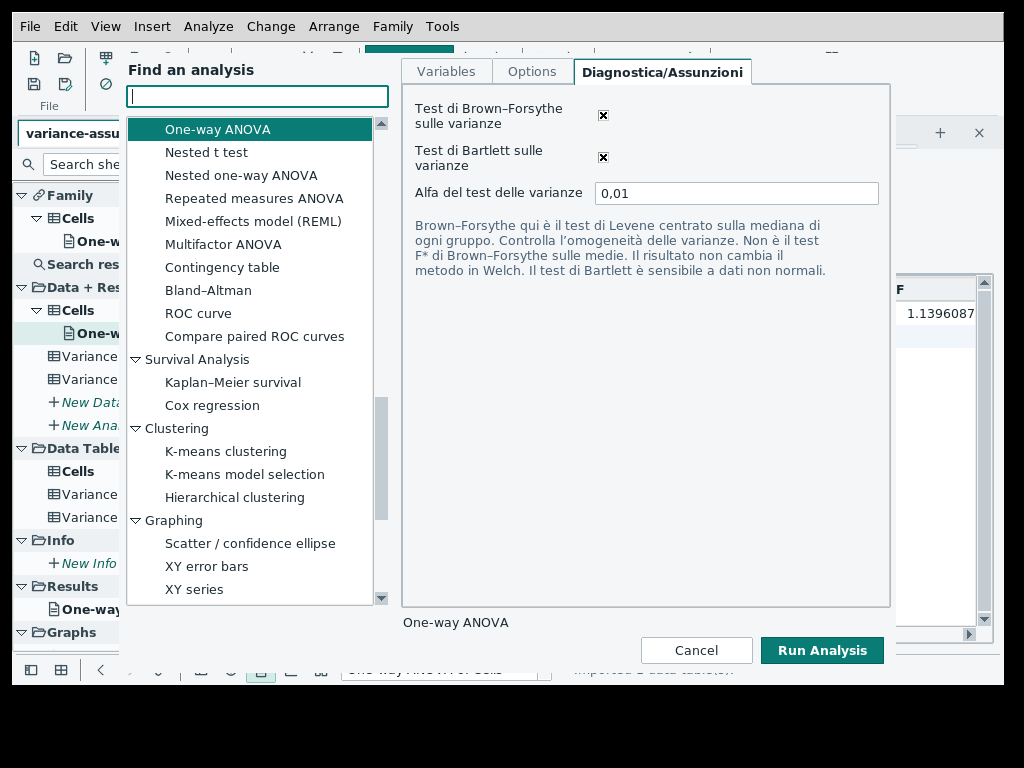 File Edit View Insert Analyze Change Arrange Family Tools
File
Find an analysis
Variables Options Diagnostica/Assunzioni
variance-assu
Search she
Family
Cells
One-w
Search res
Data + Res
Cells
One-w
Variance
Variance
New Data
New Ana
Data Table
Cells
Variance
Variance
Info
New Info
Results
One-way
Graphs
One-way ANOVA
Nested t test
Nested one-way ANOVA
Repeated measures ANOVA
Mixed-effects model (REML)
Multifactor ANOVA
Contingency table
Bland–Altman
ROC curve
Compare paired ROC curves
Survival Analysis
Kaplan–Meier survival
Cox regression
Clustering
K-means clustering
K-means model selection
Hierarchical clustering
Graphing
Scatter / confidence ellipse
XY error bars
XY series
Test di Brown–Forsythe
sulle varianze
Test di Bartlett sulle
varianze
Alfa del test delle varianze 0,01
Brown–Forsythe qui è il test di Levene centrato sulla mediana di
ogni gruppo. Controlla l’omogeneità delle varianze. Non è il test
F* di Brown–Forsythe sulle medie. Il risultato non cambia il
metodo in Welch. Il test di Bartlett è sensibile a dati non normali.
F
1.1396087
One-way ANOVA
Cancel Run Analysis